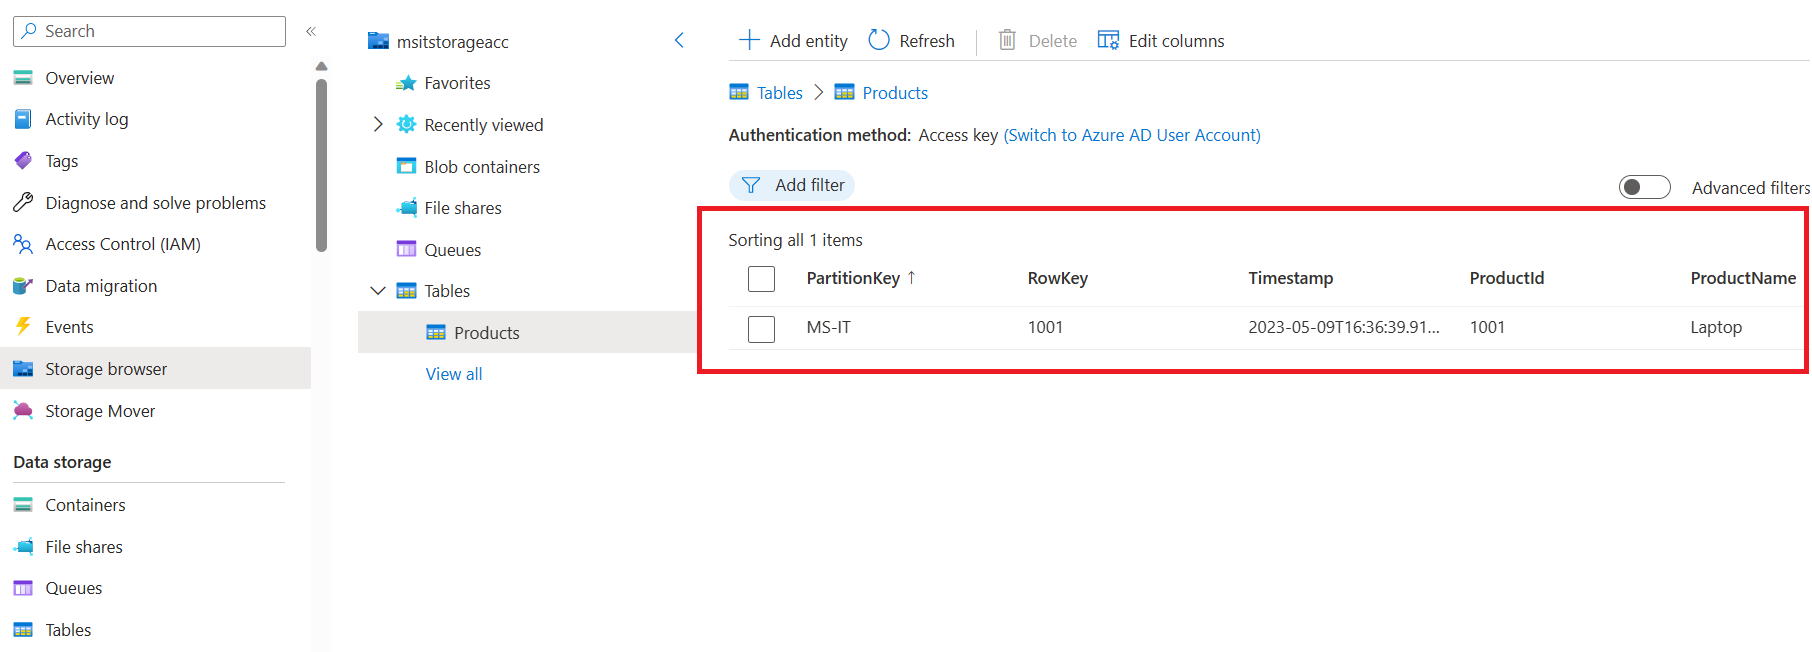 Search
«
Overview
Activity log
Tags
Diagnose and solve problems
Access Control (IAM)
Data migration
Events
Storage browser
Storage Mover
Data storage
Containers
File shares
Queues
Tables
msitstorageacc
Favorites
Recently viewed
Blob containers
File shares
Queues
Tables
Products
View all
Add entity Refresh Delete Edit columns
Tables > Products
Authentication method: Access key (Switch to Azure AD User Account)
Add filter Advanced filters
Sorting all 1 items
PartitionKey ↑ RowKey Timestamp ProductId ProductName
MS-IT 1001 2023-05-09T16:36:39.91... 1001 Laptop